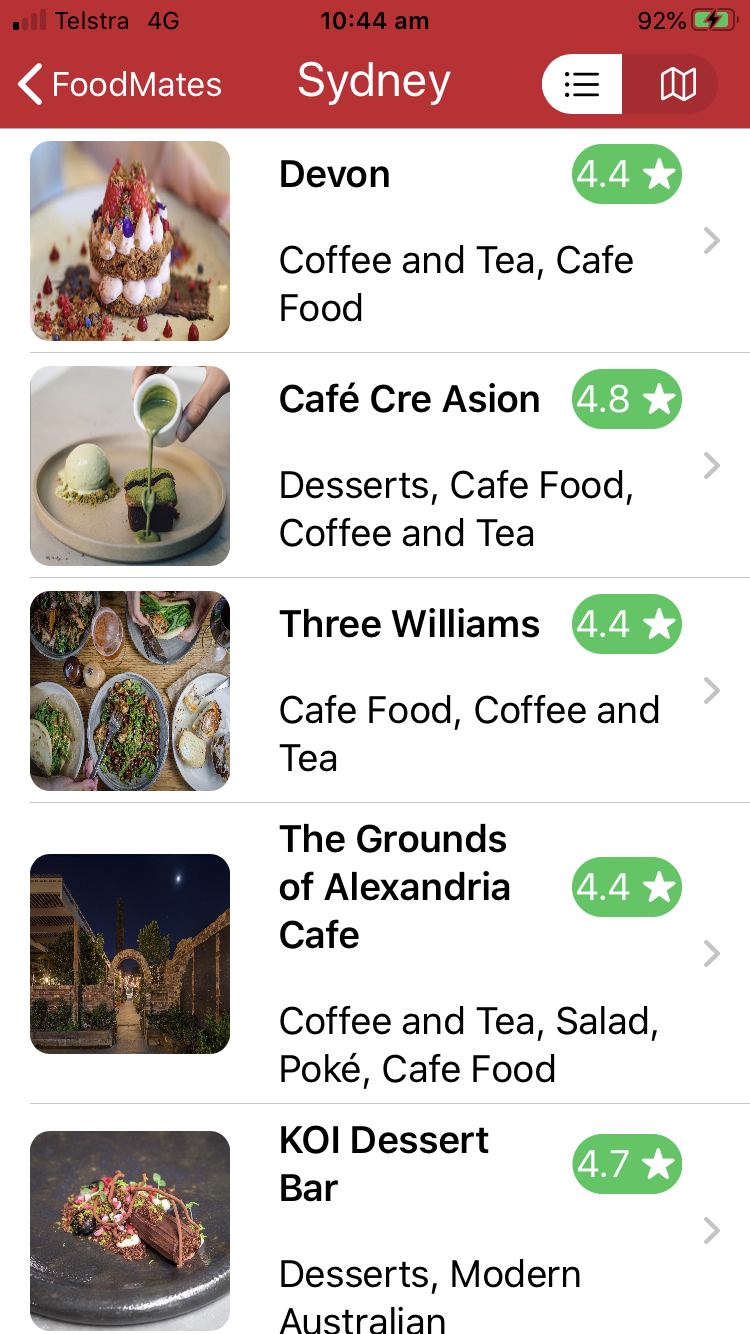 Telstra 4G 10:44 am 92%
FoodMates Sydney
Devon 4.4
Coffee and Tea, Cafe
Food
Café Cre Asion 4.8
Desserts, Cafe Food,
Coffee and Tea
Three Williams 4.4
Cafe Food, Coffee and
Tea
The Grounds
of Alexandria 4.4
Cafe
Coffee and Tea, Salad,
Poké, Cafe Food
KOI Dessert 4.7
Bar
Desserts, Modern
Australian